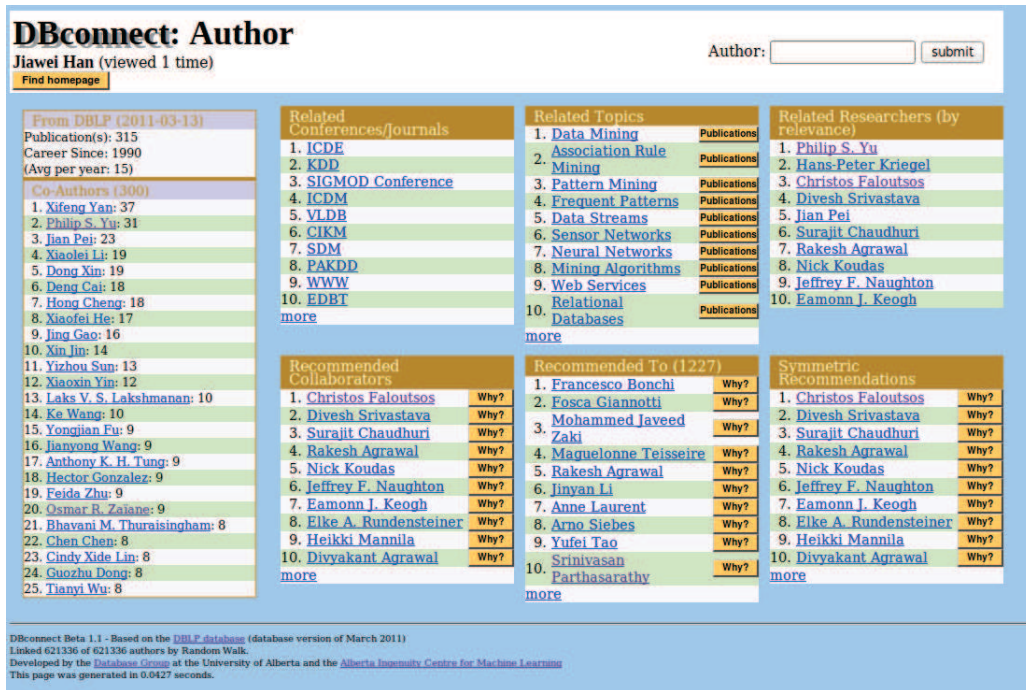 DBconnect: Author
Jiawei Han (viewed 1 time)
Find homepage
Author:
submit
From DBLP (2011-03-13)
Publication(s): 315
Career Since: 1990
(Avg per year: 15)
Co-Authors (300)
1. Xifeng Yan: 37
2. Philip S. Yu: 31
3. Jian Pei: 23
4. Xiaolei Li: 19
5. Dong Xin: 19
6. Deng Cai: 18
7. Hong Cheng: 18
8. Xiaofei He: 17
9. Jing Gao: 16
10. Xin Jin: 14
11. Yizhou Sun: 13
12. Xiaoxin Yin: 12
13. Laks V. S. Lakshmanan: 10
14. Ke Wang: 10
15. Yongjian Fu: 9
16. Jianyong Wang: 9
17. Anthony K. H. Tung: 9
18. Hector Gonzalez: 9
19. Feida Zhu: 9
20. Osmar R. Zaïane: 9
21. Bhavani M. Thuraisingham: 8
22. Chen Chen: 8
23. Cindy Xide Lin: 8
24. Guozhu Dong: 8
25. Tianyi Wu: 8
Related
Conferences/Journals
1. ICDE
2. KDD
3. SIGMOD Conference
4. ICDM
5. VLDB
6. CIKM
7. SDM
8. PAKDD
9. WWW
10. EDBT
more
Related Topics
1. Data Mining Publications
2. Association Rule
Mining Publications
3. Pattern Mining Publications
4. Frequent Patterns Publications
5. Data Streams Publications
6. Sensor Networks Publications
7. Neural Networks Publications
8. Mining Algorithms Publications
9. Web Services Publications
10. Relational
Databases Publications
more
Related Researchers (by
relevance)
1. Philip S. Yu
2. Hans-Peter Kriegel
3. Christos Faloutsos
4. Divesh Srivastava
5. Jian Pei
6. Surajit Chaudhuri
7. Rakesh Agrawal
8. Nick Koudas
9. Jeffrey F. Naughton
10. Eamonn J. Keogh
Recommended
Collaborators
1. Christos Faloutsos Why?
2. Divesh Srivastava Why?
3. Surajit Chaudhuri Why?
4. Rakesh Agrawal Why?
5. Nick Koudas Why?
6. Jeffrey F. Naughton Why?
7. Eamonn J. Keogh Why?
8. Elke A. Rundensteiner Why?
9. Heikki Mannila Why?
10. Divyakant Agrawal Why?
more
Recommended To (1227)
1. Francesco Bonchi Why?
2. Fosca Giannotti Why?
3. Mohammed Javeed
Zaki Why?
4. Maguelonne Teisseire Why?
5. Rakesh Agrawal Why?
6. Jinyan Li Why?
7. Anne Laurent Why?
8. Arno Siebes Why?
9. Yufei Tao Why?
10. Srinivasan
Parthasarathy Why?
more
Symmetric
Recommendations
1. Christos Faloutsos Why?
2. Divesh Srivastava Why?
3. Surajit Chaudhuri Why?
4. Rakesh Agrawal Why?
5. Nick Koudas Why?
6. Jeffrey F. Naughton Why?
7. Eamonn J. Keogh Why?
8. Elke A. Rundensteiner Why?
9. Heikki Mannila Why?
10. Divyakant Agrawal Why?
more
DBconnect Beta 1.1 - Based on the DBLP database (database version of March 2011)
Linked 621336 of 621336 authors by Random Walk.
Developed by the Database Group at the University of Alberta and the Alberta Ingenuity Centre for Machine Learning
This page was generated in 0.0427 seconds.